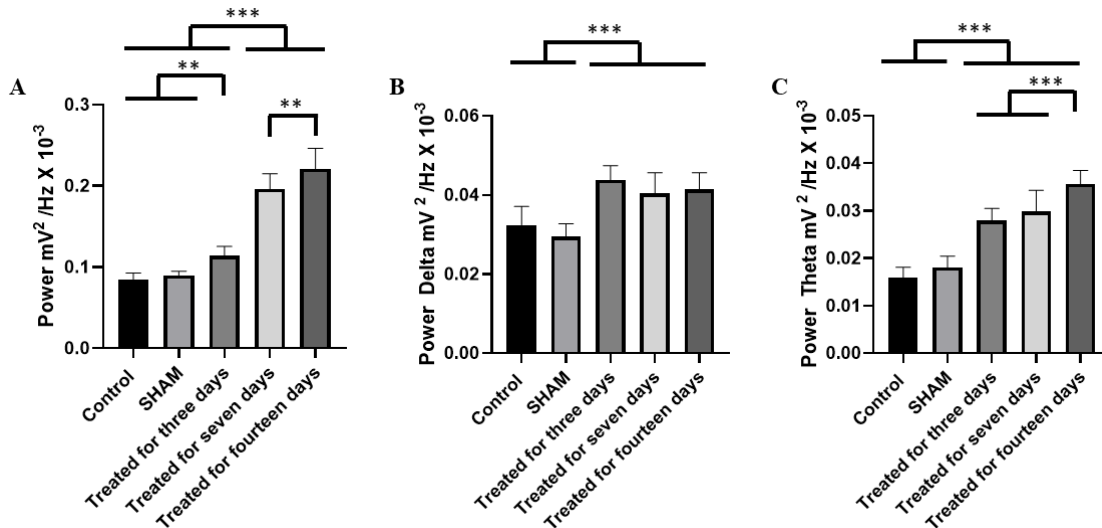 A
***
**
**
Power mV² /Hz X 10⁻³
0.3
0.2
0.1
0.0
Control
SHAM
Treated for three days
Treated for seven days
Treated for fourteen days
B
***
Power Delta mV ² /Hz X 10⁻³
0.06
0.04
0.02
0.00
Control
SHAM
Treated for three days
Treated for seven days
Treated for fourteen days
C
***
***
Power Theta mV ² /Hz X 10⁻³
0.05
0.04
0.03
0.01
0.00
Control
SHAM
Treated for three days
Treated for seven days
Treated for fourteen days